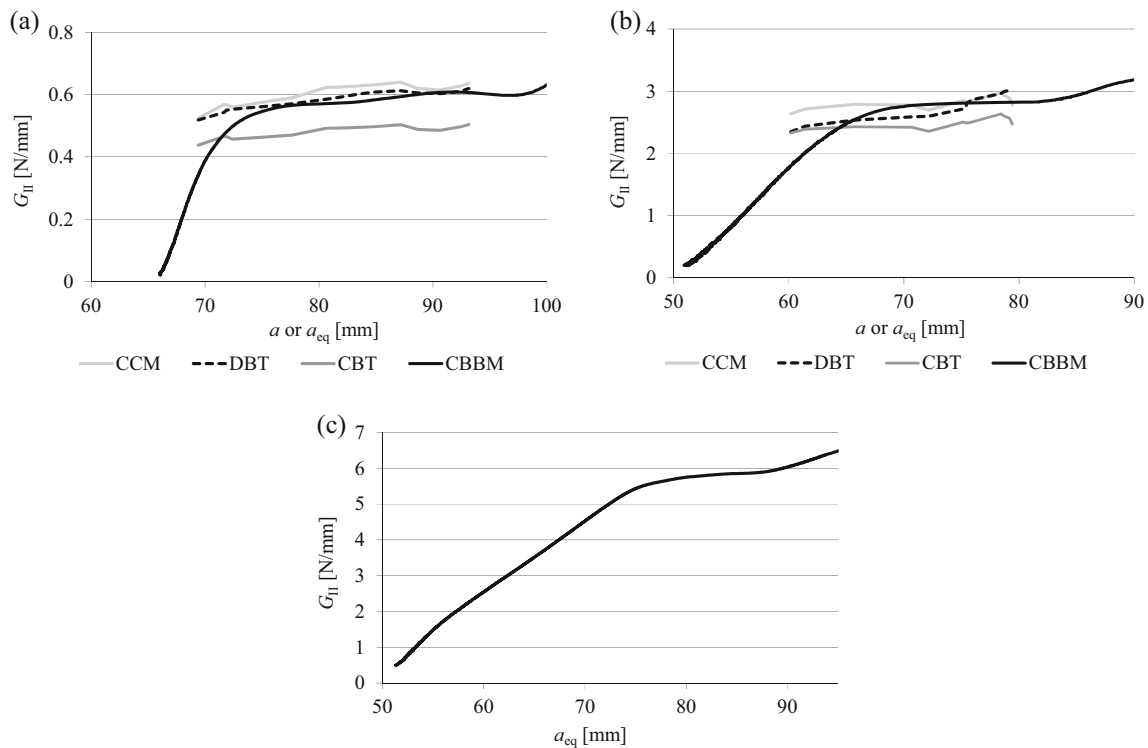 (a)
0.8
0.6
0.4
0.2
0
G_II [N/mm]
60 70 80 90 100
a or a_eq [mm]
CCM DBT CBT CBBM
(b)
4
3
2
1
0
G_II [N/mm]
50 60 70 80 90
a or a_eq [mm]
CCM DBT CBT CBBM
(c)
7
6
5
4
3
2
1
0
G_II [N/mm]
50 60 70 80 90
a_eq [mm]